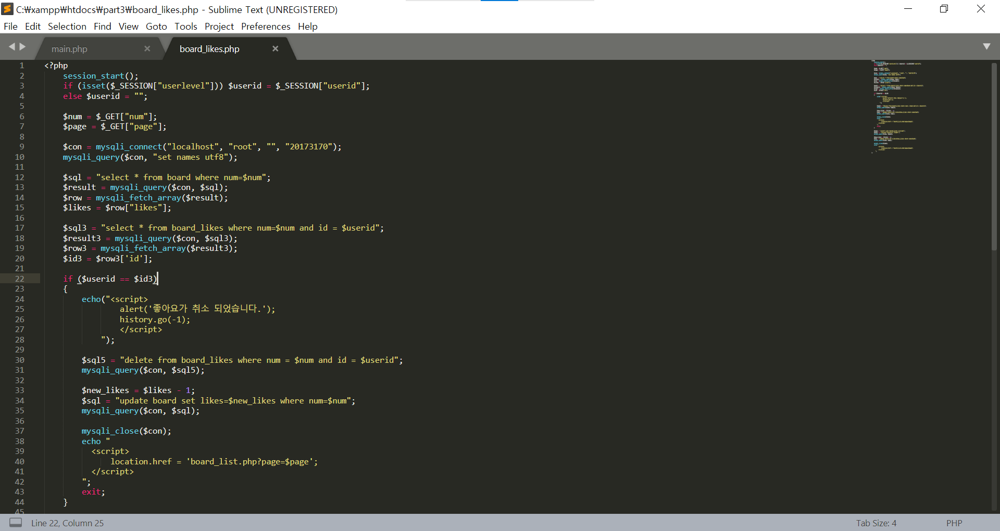 C:₩xampp₩htdocs₩part3₩board_likes.php - Sublime Text (UNREGISTERED)
File Edit Selection Find View Goto Tools Project Preferences Help
main.php
board_likes.php
1 <?php
2 session_start();
3 if (isset($_SESSION["userlevel"])) $userid = $_SESSION["userid"];
4 else $userid = "";
5
6 $num = $_GET["num"];
7 $page = $_GET["page"];
8
9 $con = mysqli_connect("localhost", "root", "", "20173170");
10 mysqli_query($con, "set names utf8");
11
12 $sql = "select * from board where num=$num";
13 $result = mysqli_query($con, $sql);
14 $row = mysqli_fetch_array($result);
15 $likes = $row["likes"];
16
17 $sql3 = "select * from board_likes where num=$num and id = $userid";
18 $result3 = mysqli_query($con, $sql3);
19 $row3 = mysqli_fetch_array($result3);
20 $id3 = $row3['id'];
21
22 if ($userid == $id3)
23 {
24 echo("<script>
25 alert('좋아요가 취소 되었습니다.');
26 history.go(-1);
27 </script>
28 ");
29
30 $sql5 = "delete from board_likes where num = $num and id = $userid";
31 mysqli_query($con, $sql5);
32
33 $new_likes = $likes - 1;
34 $sql = "update board set likes=$new_likes where num=$num";
35 mysqli_query($con, $sql);
36
37 mysqli_close($con);
38 echo "
39 <script>
40 location.href = 'board_list.php?page=$page';
41 </script>
42 ";
43 exit;
44 }
45
Line 22, Column 25
Tab Size: 4
PHP